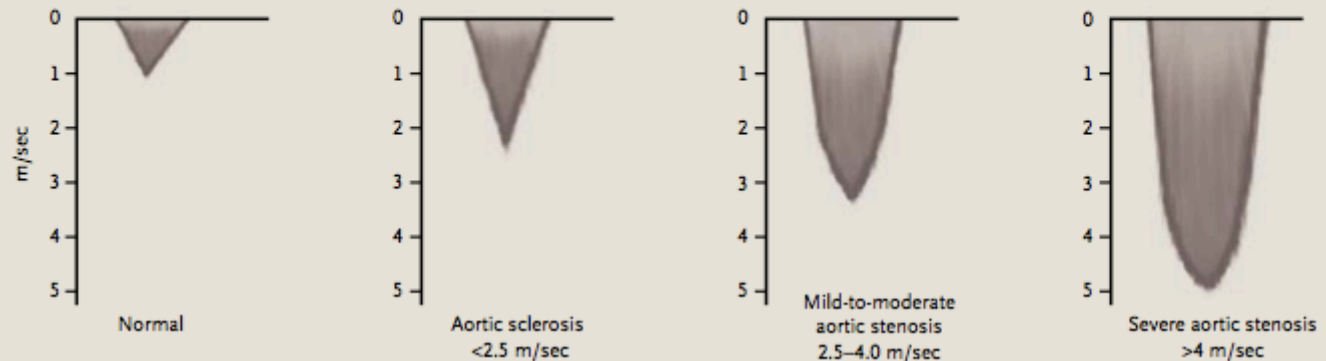 m/sec
0
1
2
3
4
5
Normal
0
1
2
3
4
5
Aortic sclerosis
<2.5 m/sec
0
1
2
3
4
5
Mild-to-moderate
aortic stenosis
2.5–4.0 m/sec
0
1
2
3
4
5
Severe aortic stenosis
>4 m/sec